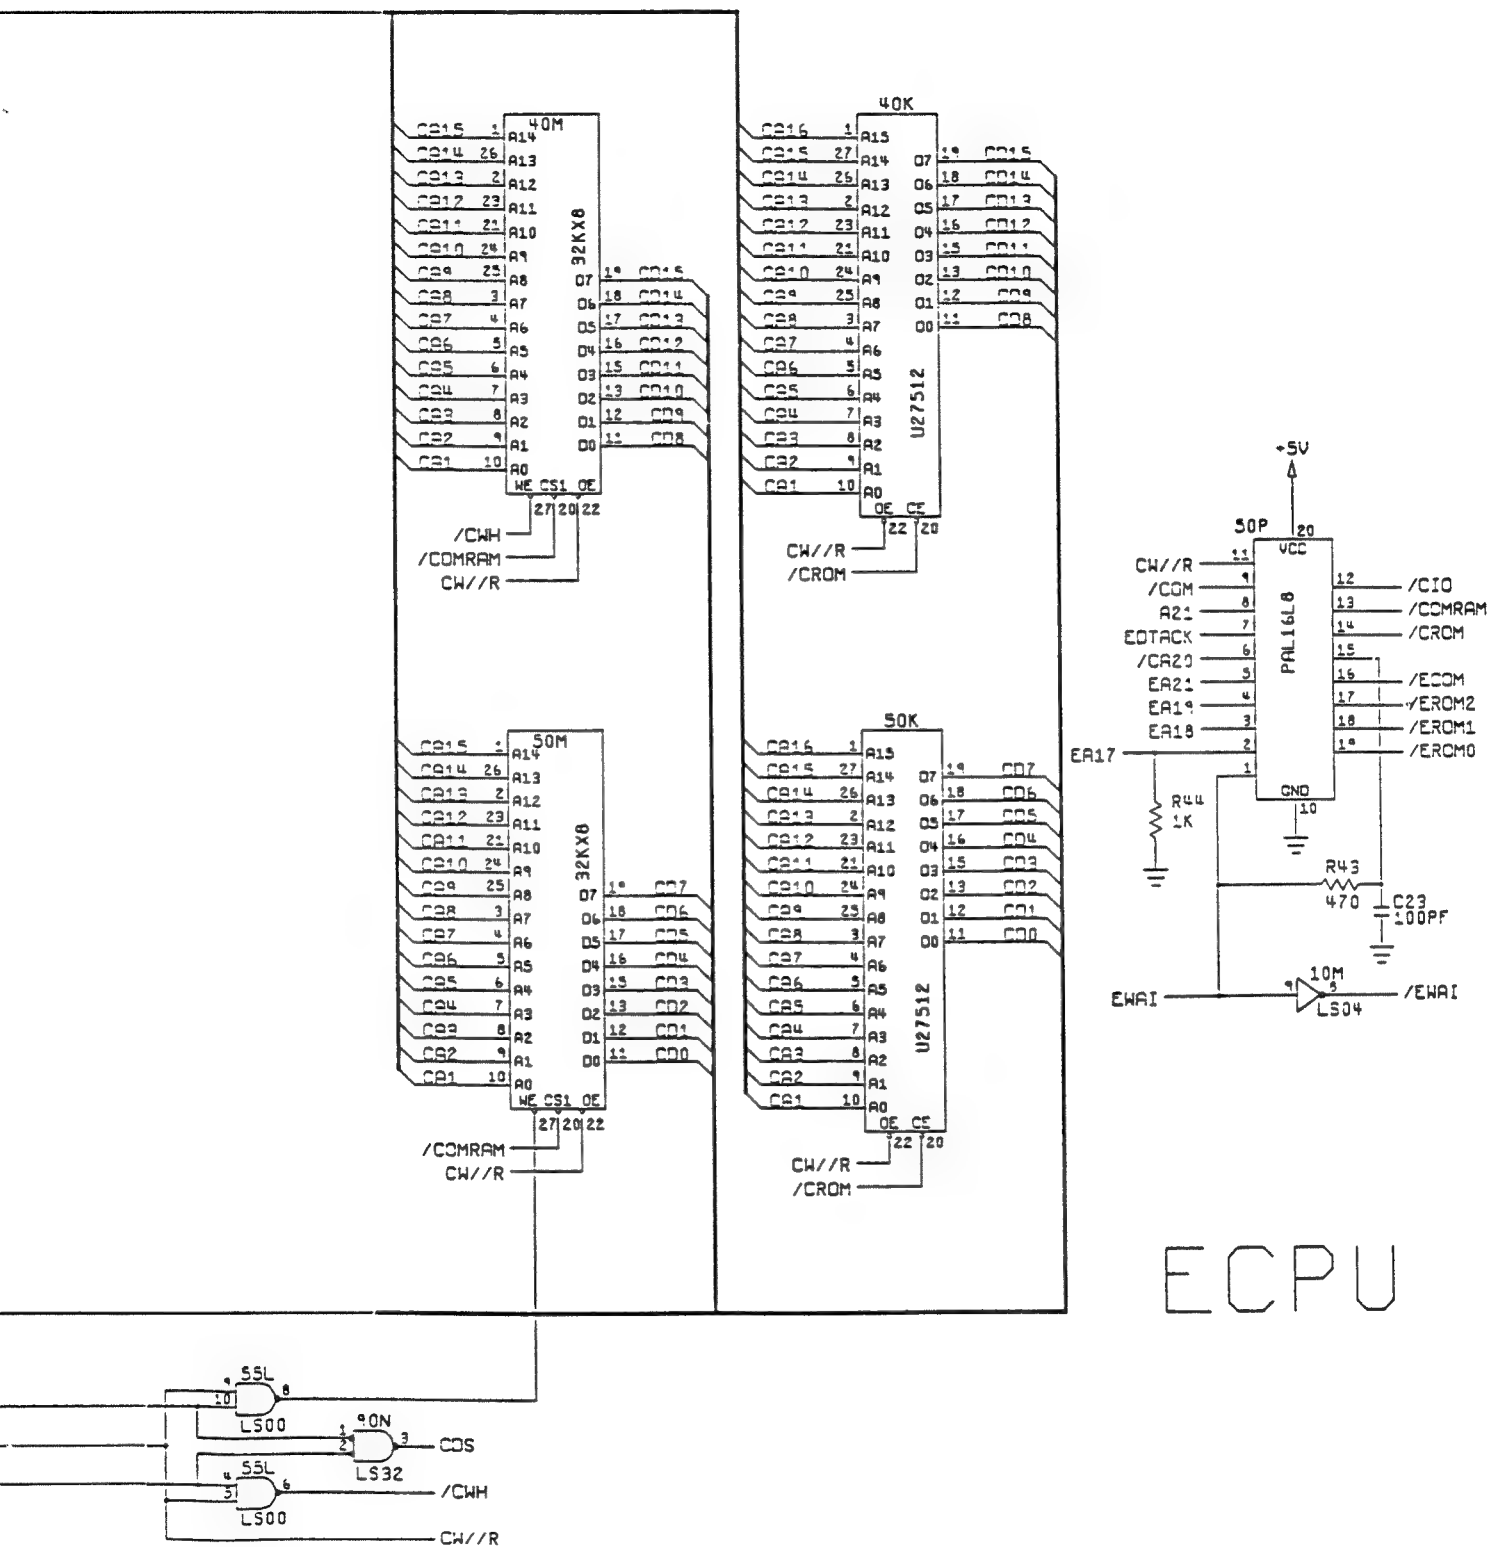 40M
CA15 1 A14
CA14 26 A13
CA13 2 A12
CA12 23 A11
CA11 21 A10
CA10 24 A9
CA9 25 A8
CA8 3 A7
CA7 4 A6
CA6 5 A5
CA5 6 A4
CA4 7 A3
CA3 8 A2
CA2 9 A1
CA1 10 A0
32KX8
D7 19 CD15
D6 18 CD14
D5 17 CD13
D4 16 CD12
D3 15 CD11
D2 13 CD10
D1 12 CD9
D0 11 CD8
WE CS1 OE
27 20 22
/CWH
/COMRAM
CW//R
40K
CA16 1 A15
CA15 27 A14
CA14 26 A13
CA13 2 A12
CA12 23 A11
CA11 21 A10
CA10 24 A9
CA9 25 A8
CA8 3 A7
CA7 4 A6
CA6 5 A5
CA5 6 A4
CA4 7 A3
CA3 8 A2
CA2 9 A1
CA1 10 A0
U27512
D7 19 CD15
D6 18 CD14
D5 17 CD13
D4 16 CD12
D3 15 CD11
D2 13 CD10
D1 12 CD9
D0 11 CD8
OE CE
22 20
CW//R
/CROM
50M
CA15 1 A14
CA14 26 A13
CA13 2 A12
CA12 23 A11
CA11 21 A10
CA10 24 A9
CA9 25 A8
CA8 3 A7
CA7 4 A6
CA6 5 A5
CA5 6 A4
CA4 7 A3
CA3 8 A2
CA2 9 A1
CA1 10 A0
32KX8
D7 19 CD7
D6 18 CD6
D5 17 CD5
D4 16 CD4
D3 15 CD3
D2 13 CD2
D1 12 CD1
D0 11 CD0
WE CS1 OE
27 20 22
/COMRAM
CW//R
50K
CA16 1 A15
CA15 27 A14
CA14 26 A13
CA13 2 A12
CA12 23 A11
CA11 21 A10
CA10 24 A9
CA9 25 A8
CA8 3 A7
CA7 4 A6
CA6 5 A5
CA5 6 A4
CA4 7 A3
CA3 8 A2
CA2 9 A1
CA1 10 A0
U27512
D7 19 CD7
D6 18 CD6
D5 17 CD5
D4 16 CD4
D3 15 CD3
D2 13 CD2
D1 12 CD1
D0 11 CD0
OE CE
22 20
CW//R
/CROM
+5V
50P 20
VCC
CW//R 11
/COM 9
A21 8
EDTACK 7
/CA20 6
EA21 5
EA19 4
EA18 3
EA17 2
1
PAL16L8
12 /CIO
13 /COMRAM
14 /CROM
15
16 /ECOM
17 /EROM2
18 /EROM1
19 /EROM0
GND
10
R44
1K
R43
470
C23
100PF
10M
EWAI 9 8 /EWAI
LS04
ECPU
55L
9 8
10
LS00
90N
1 3 CDS
2
LS32
55L
4 6 /CWH
5
LS00
CW//R